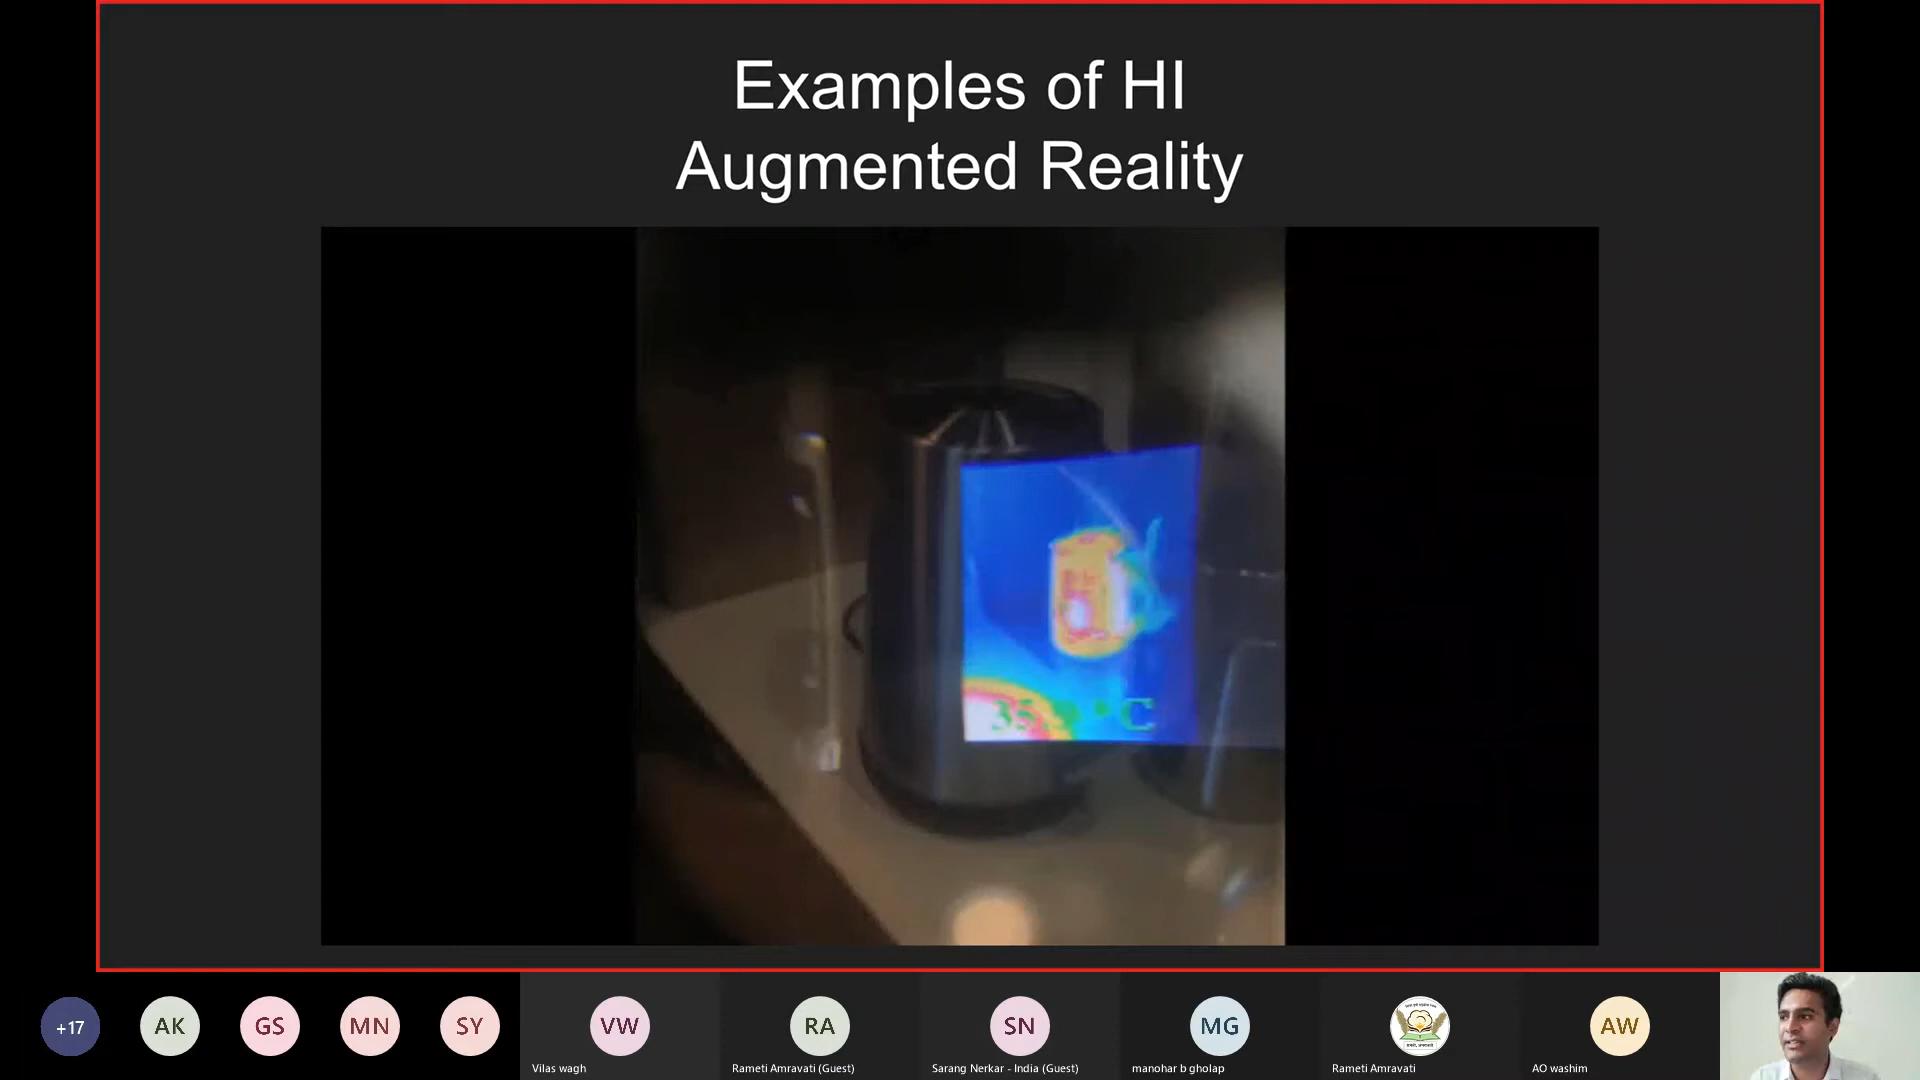 Examples of HI
Augmented Reality
°C
+17
AK
GS
MN
SY
VW
RA
SN
MG
AW
Vilas wagh
Rameti Amravati (Guest)
Sarang Nerkar - India (Guest)
manohar b gholap
Rameti Amravati
AO washim